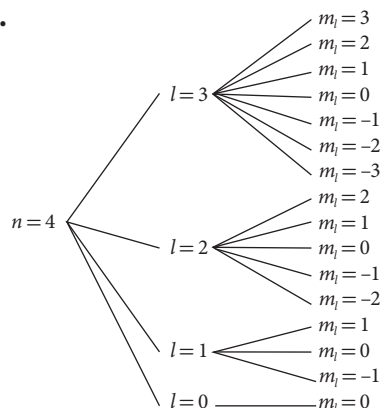 .
m_l = 3
m_l = 2
m_l = 1
l = 3
m_l = 0
m_l = –1
m_l = –2
m_l = –3
m_l = 2
m_l = 1
n = 4
l = 2
m_l = 0
m_l = –1
m_l = –2
m_l = 1
l = 1
m_l = 0
m_l = –1
l = 0
m_l = 0